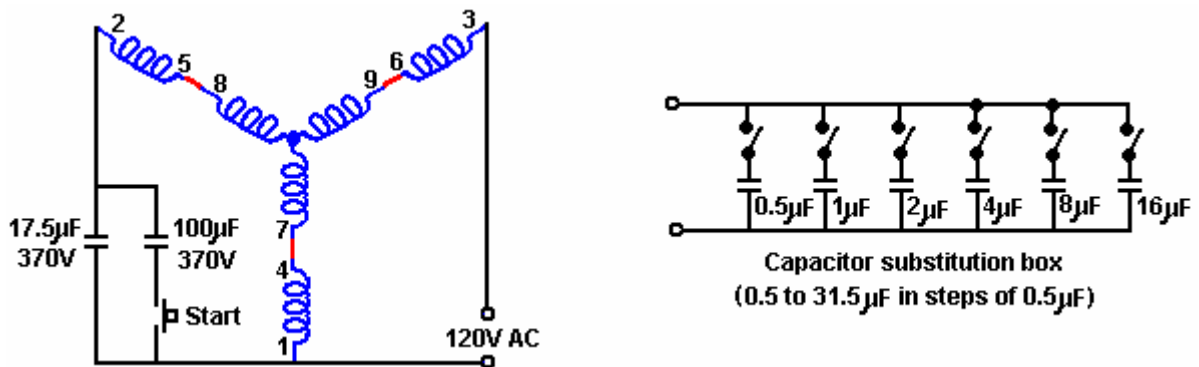 2
3
5
6
8
9
17.5µF
370V
100µF
370V
7
4
Start
1
120V AC
0.5µF
1µF
2µF
4µF
8µF
16µF
Capacitor substitution box
(0.5 to 31.5µF in steps of 0.5µF)